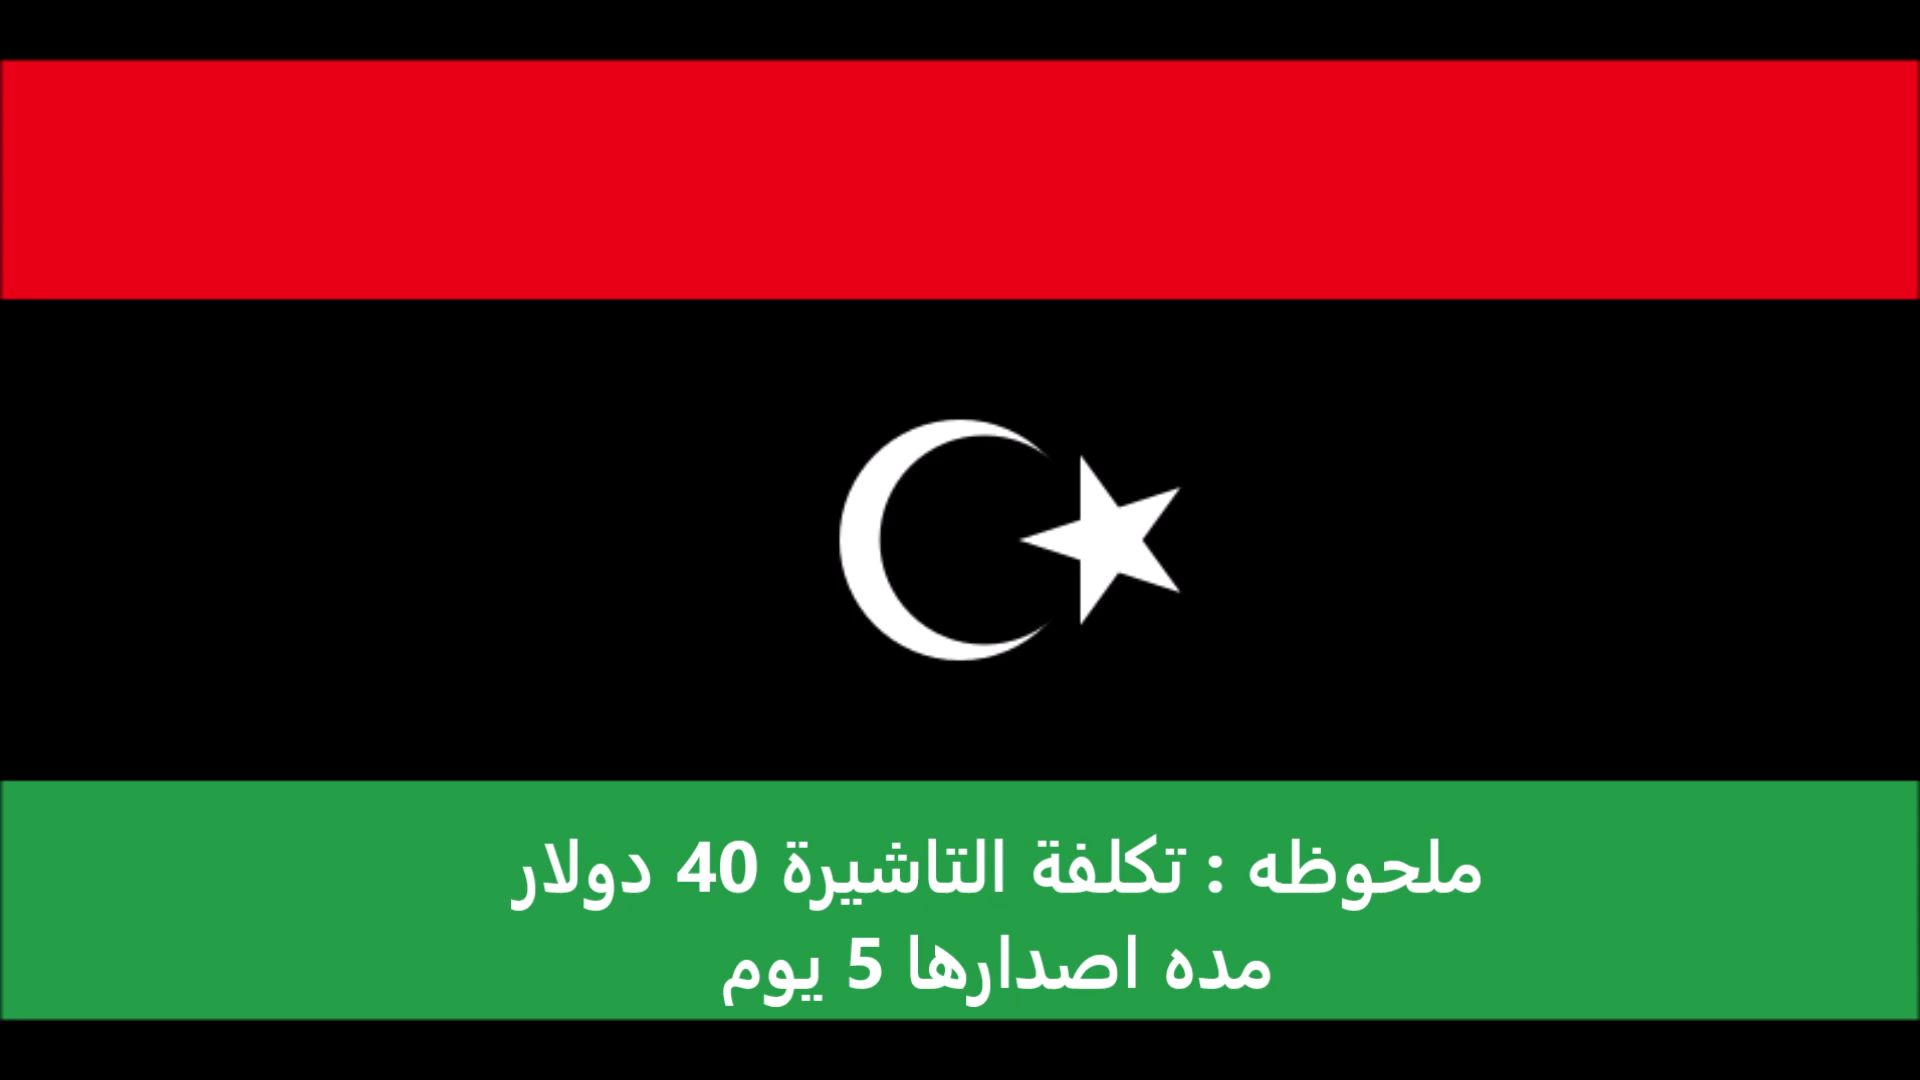 ملحوظه : تكلفة التاشيرة 40 دولار
مده اصدارها 5 يوم